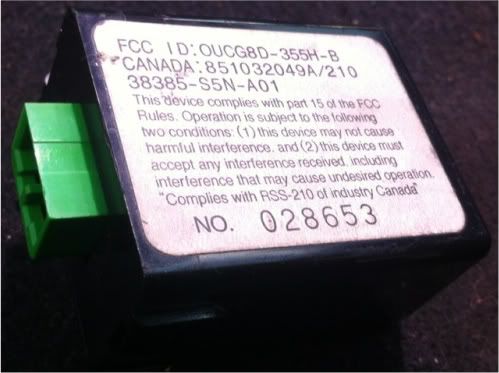 FCC ID:OUCG8D-355H-B
CANADA:851032049A/210
38385-S5N-A01
This device complies with part 15 of the FCC
Rules. Operation is subject to the following
two conditions: (1) this device may not cause
harmful interference, and (2) this device must
accept any interference received, including
interference that may cause undesired operation.
"Complies with RSS-210 of Industry Canada"
NO. 028653